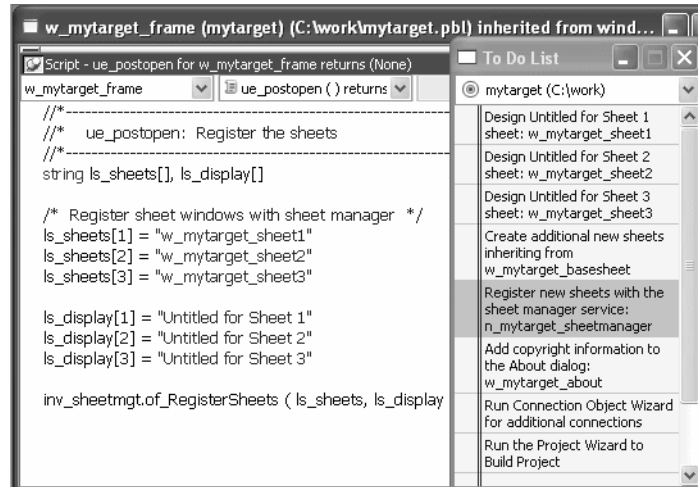 w_mytarget_frame (mytarget) (C:\work\mytarget.pbl) inherited from wind...
Script - ue_postopen for w_mytarget_frame returns (None)
w_mytarget_frame
ue_postopen ( ) returns
//*------------------------------------------------------------
//* ue_postopen: Register the sheets
//*------------------------------------------------------------
string ls_sheets[], ls_display[]
/* Register sheet windows with sheet manager */
ls_sheets[1] = "w_mytarget_sheet1"
ls_sheets[2] = "w_mytarget_sheet2"
ls_sheets[3] = "w_mytarget_sheet3"
ls_display[1] = "Untitled for Sheet 1"
ls_display[2] = "Untitled for Sheet 2"
ls_display[3] = "Untitled for Sheet 3"
inv_sheetmgt.of_RegisterSheets ( ls_sheets, ls_display
To Do List
mytarget (C:\work)
Design Untitled for Sheet 1
sheet: w_mytarget_sheet1
Design Untitled for Sheet 2
sheet: w_mytarget_sheet2
Design Untitled for Sheet 3
sheet: w_mytarget_sheet3
Create additional new sheets
inheriting from
w_mytarget_basesheet
Register new sheets with the
sheet manager service:
n_mytarget_sheetmanager
Add copyright information to
the About dialog:
w_mytarget_about
Run Connection Object Wizard
for additional connections
Run the Project Wizard to
Build Project